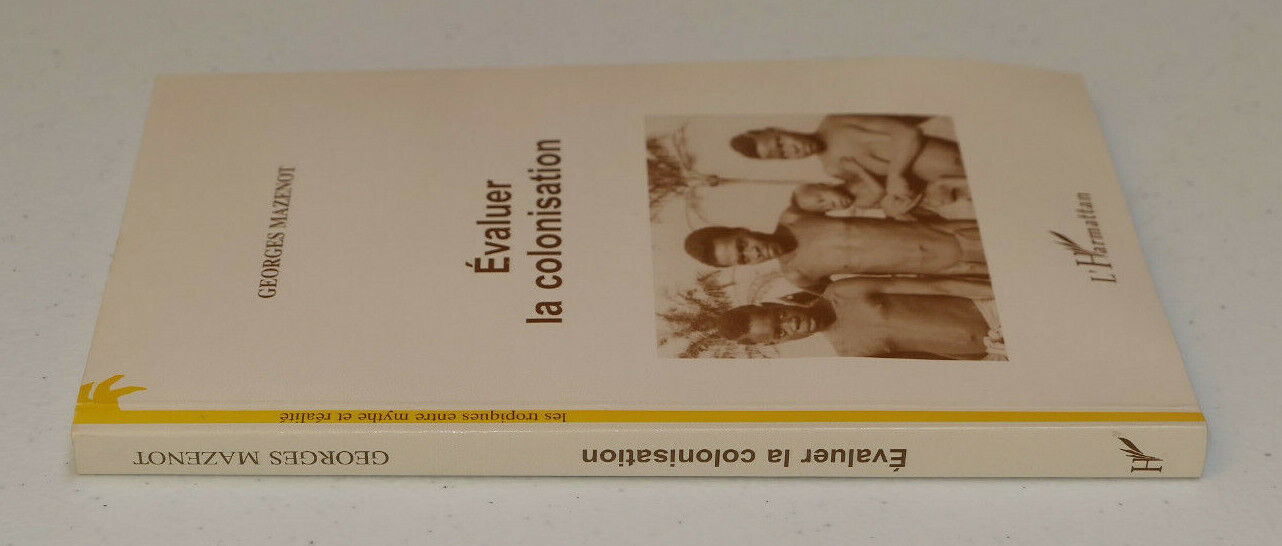 GEORGES MAZENOT
Évaluer
la colonisation
L'Harmattan
les tropiques entre mythe et réalité
GEORGES MAZENOT
Évaluer la colonisation
H